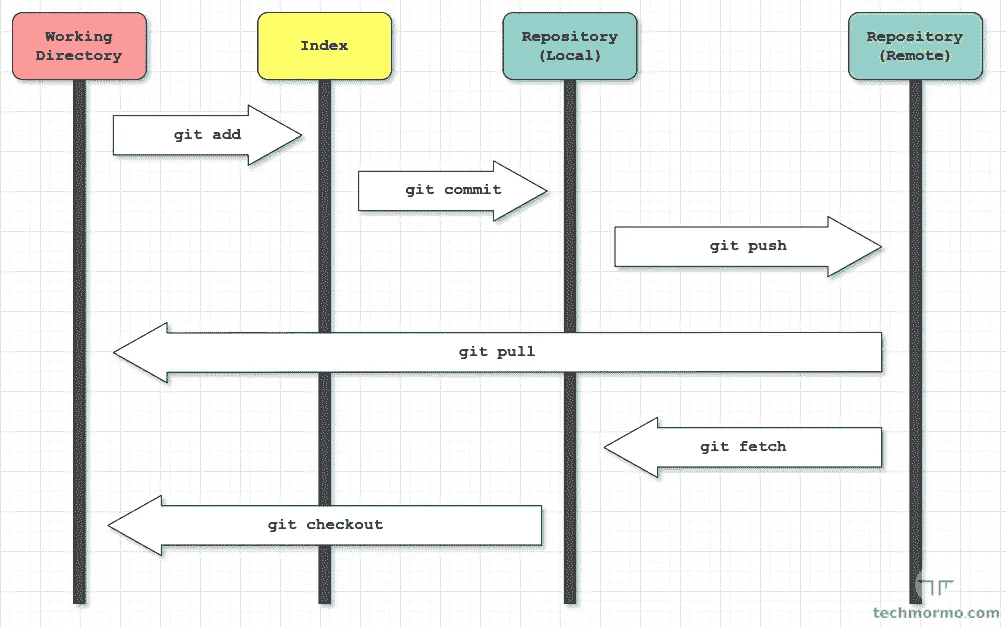 Working
Directory
Index
Repository
(Local)
Repository
(Remote)
git add
git commit
git push
git pull
git fetch
git checkout
techmormo.com